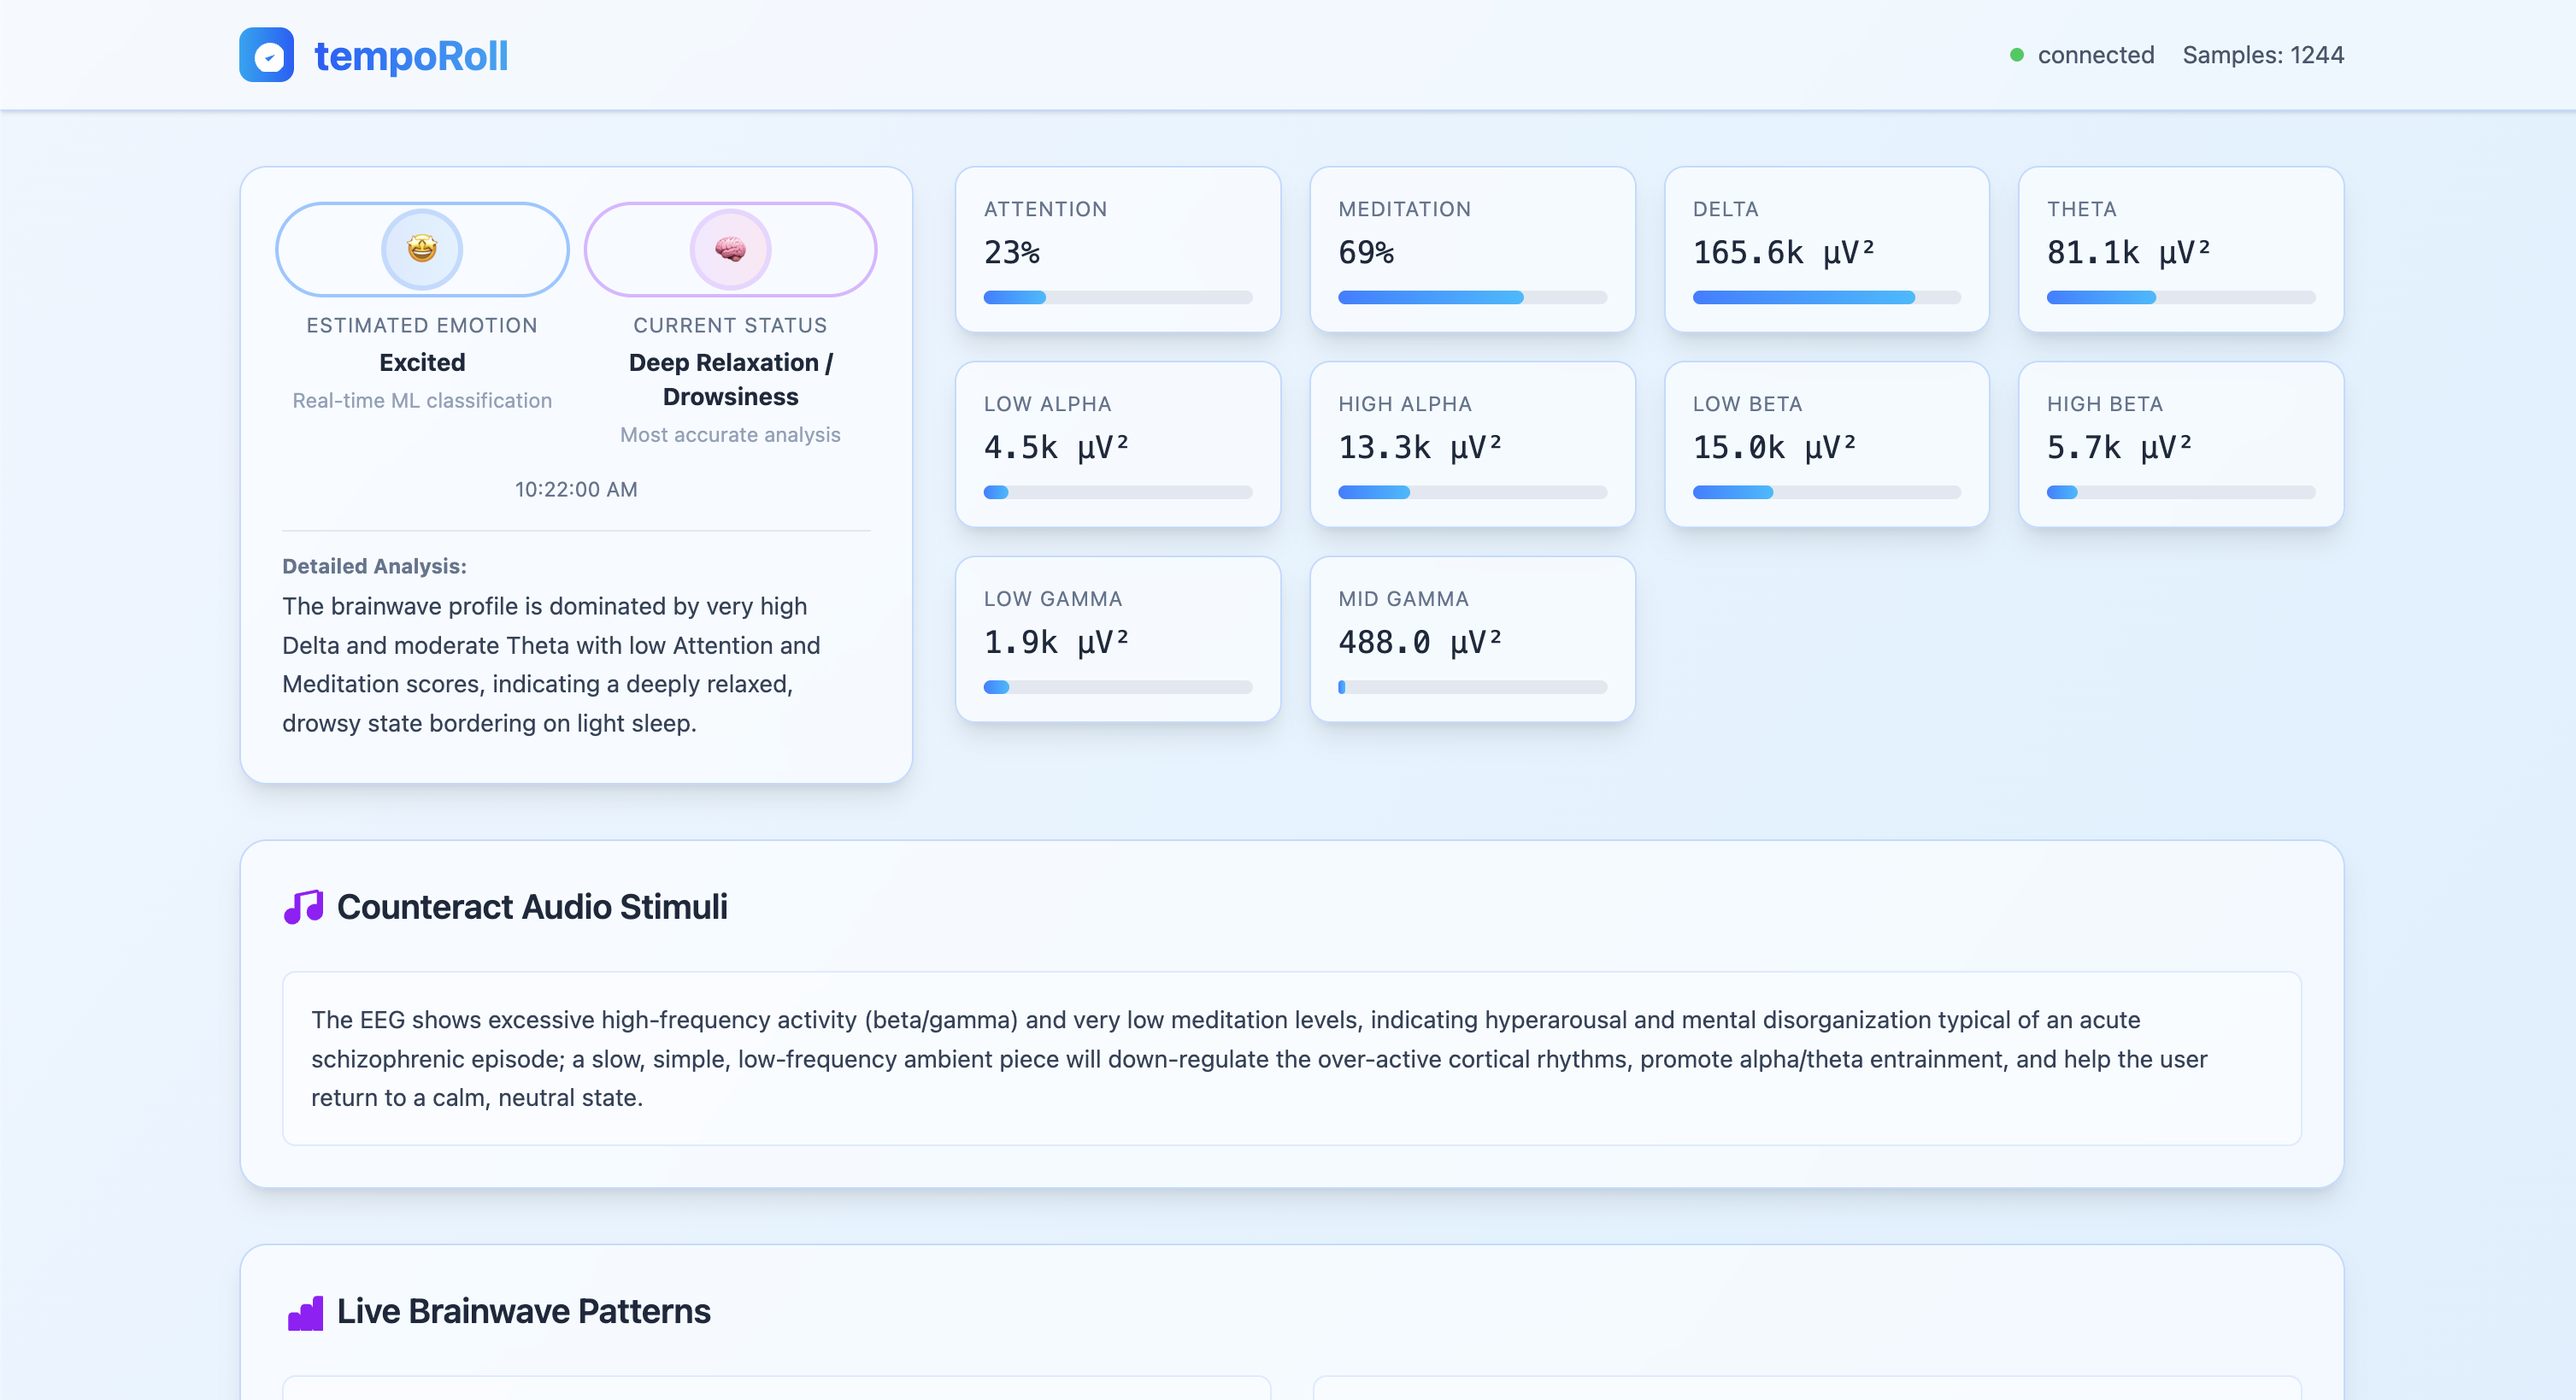 tempoRoll
connected Samples: 1244
ESTIMATED EMOTION
Excited
Real-time ML classification
CURRENT STATUS
Deep Relaxation /
Drowsiness
Most accurate analysis
10:22:00 AM
Detailed Analysis:
The brainwave profile is dominated by very high
Delta and moderate Theta with low Attention and
Meditation scores, indicating a deeply relaxed,
drowsy state bordering on light sleep.
ATTENTION
23%
MEDITATION
69%
DELTA
165.6k µV²
THETA
81.1k µV²
LOW ALPHA
4.5k µV²
HIGH ALPHA
13.3k µV²
LOW BETA
15.0k µV²
HIGH BETA
5.7k µV²
LOW GAMMA
1.9k µV²
MID GAMMA
488.0 µV²
Counteract Audio Stimuli
The EEG shows excessive high-frequency activity (beta/gamma) and very low meditation levels, indicating hyperarousal and mental disorganization typical of an acute
schizophrenic episode; a slow, simple, low-frequency ambient piece will down-regulate the over-active cortical rhythms, promote alpha/theta entrainment, and help the user
return to a calm, neutral state.
Live Brainwave Patterns